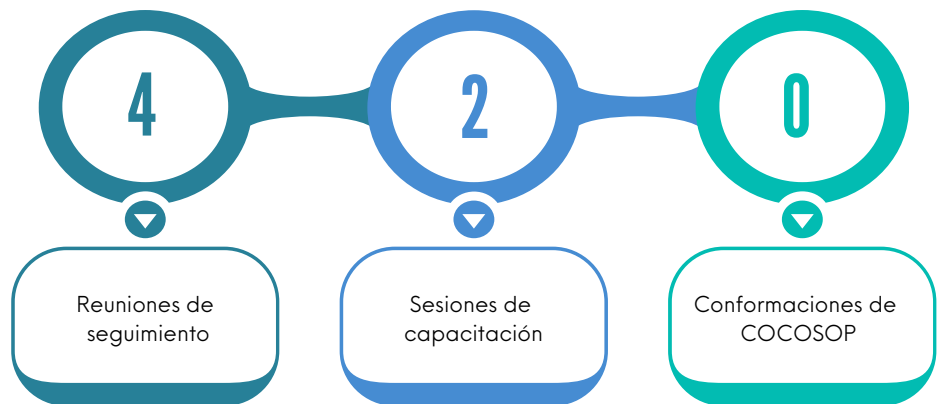 4
2
0
Reuniones de
seguimiento
Sesiones de
capacitación
Conformaciones de
COCOSOP